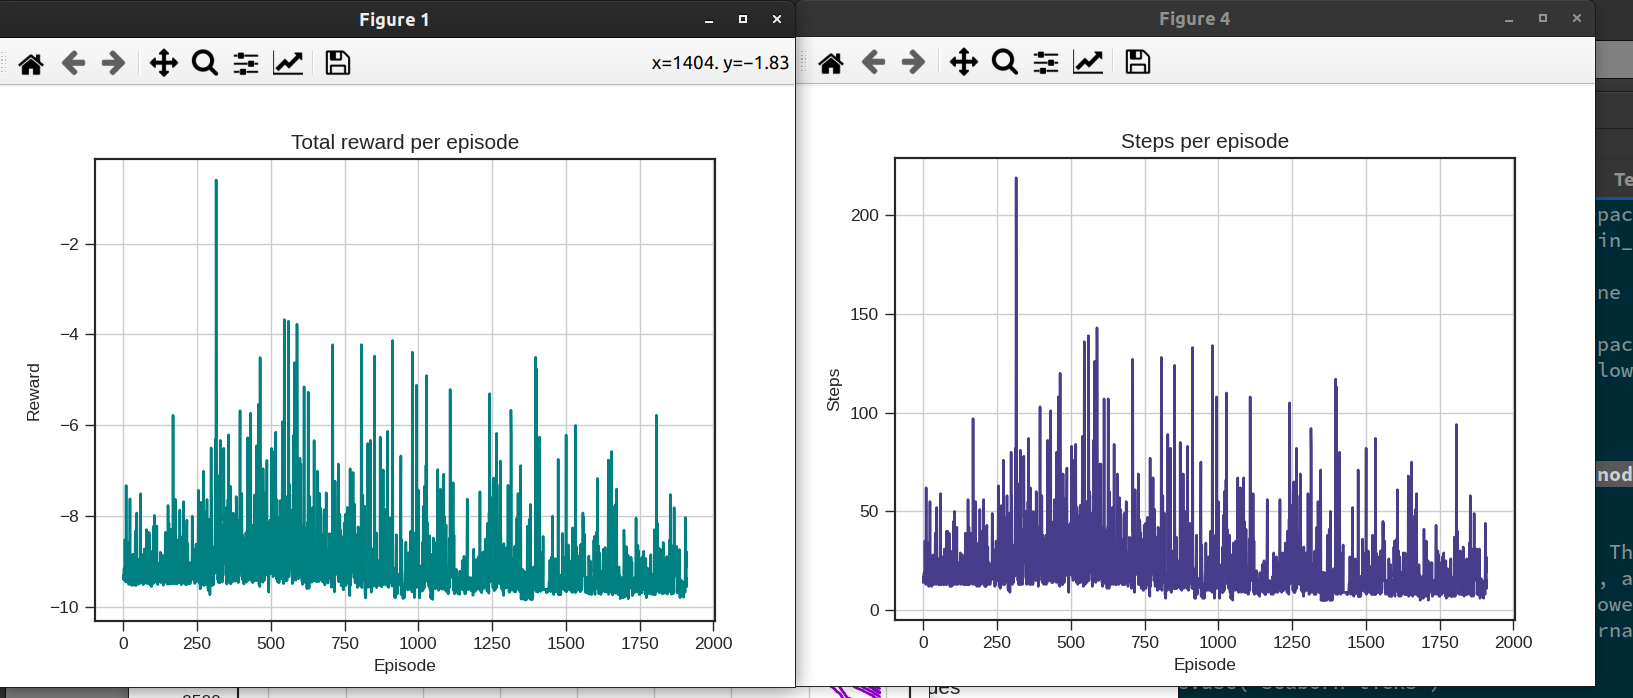 Figure 1
x=1404. y=−1.83
Total reward per episode
Reward
−2
−4
−6
−8
−10
0 250 500 750 1000 1250 1500 1750 2000
Episode
Figure 4
Steps per episode
Steps
200
150
100
50
0
0 250 500 750 1000 1250 1500 1750 2000
Episode
Te
pac
in_
ne
pac
low
nod
Th
, a
owe
rna